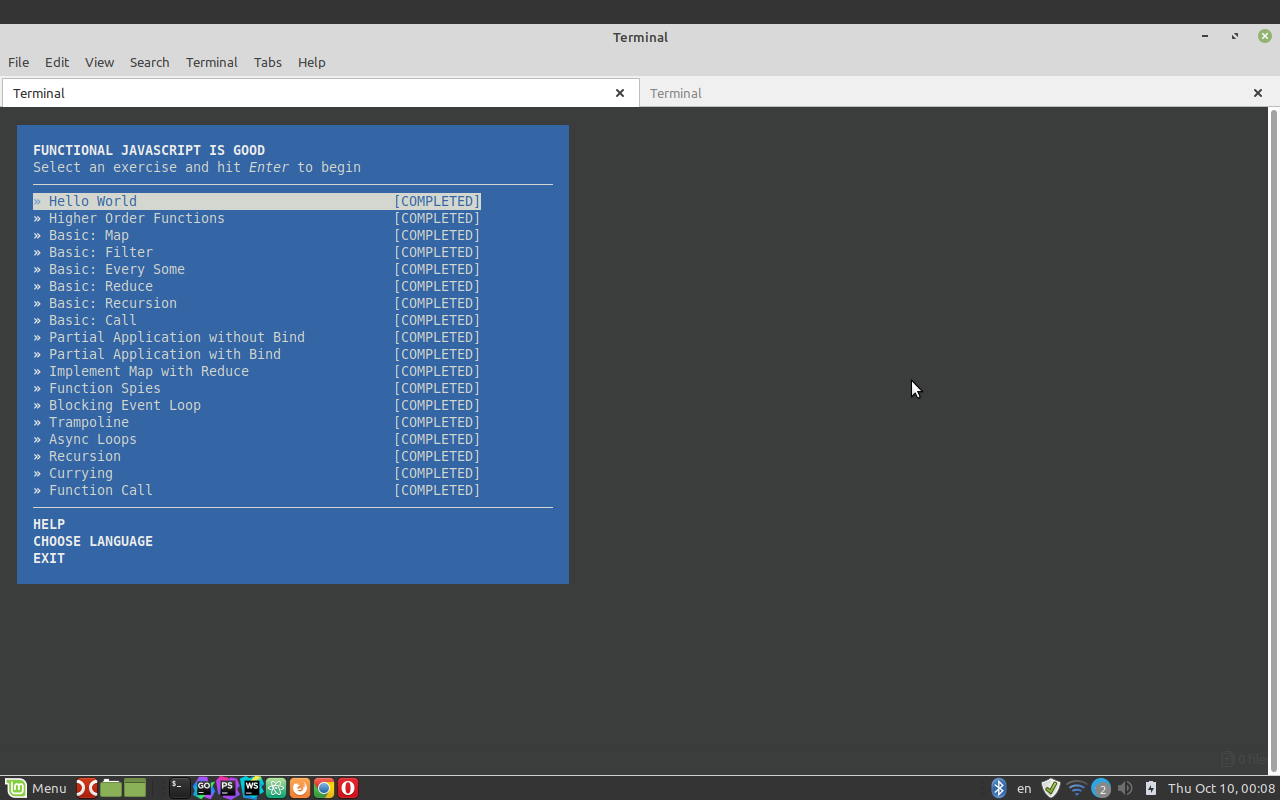 Terminal
File Edit View Search Terminal Tabs Help
Terminal Terminal
FUNCTIONAL JAVASCRIPT IS GOOD
Select an exercise and hit Enter to begin
» Hello World [COMPLETED]
» Higher Order Functions [COMPLETED]
» Basic: Map [COMPLETED]
» Basic: Filter [COMPLETED]
» Basic: Every Some [COMPLETED]
» Basic: Reduce [COMPLETED]
» Basic: Recursion [COMPLETED]
» Basic: Call [COMPLETED]
» Partial Application without Bind [COMPLETED]
» Partial Application with Bind [COMPLETED]
» Implement Map with Reduce [COMPLETED]
» Function Spies [COMPLETED]
» Blocking Event Loop [COMPLETED]
» Trampoline [COMPLETED]
» Async Loops [COMPLETED]
» Recursion [COMPLETED]
» Currying [COMPLETED]
» Function Call [COMPLETED]
HELP
CHOOSE LANGUAGE
EXIT
0 file
Menu $_ GO PS WS en 2 Thu Oct 10, 00:08